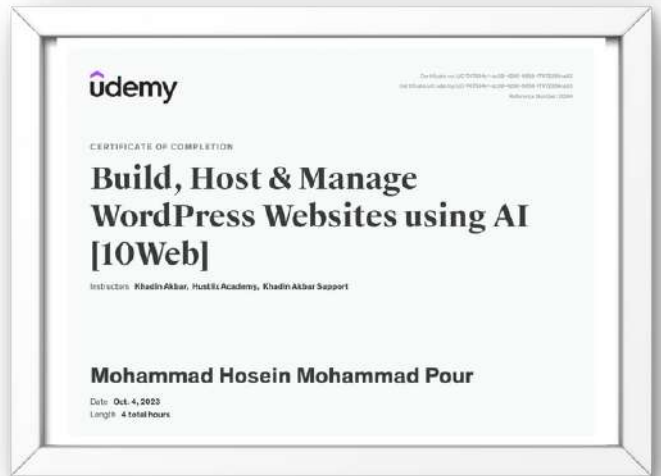 ûdemy
CERTIFICATE OF COMPLETION
Build, Host & Manage
WordPress Websites using AI
[10Web]
Instructors Khadin Akbar, Hustlix Academy, Khadin Akbar Support
Mohammad Hosein Mohammad Pour
Date Oct. 4, 2023
Length 4 total hours